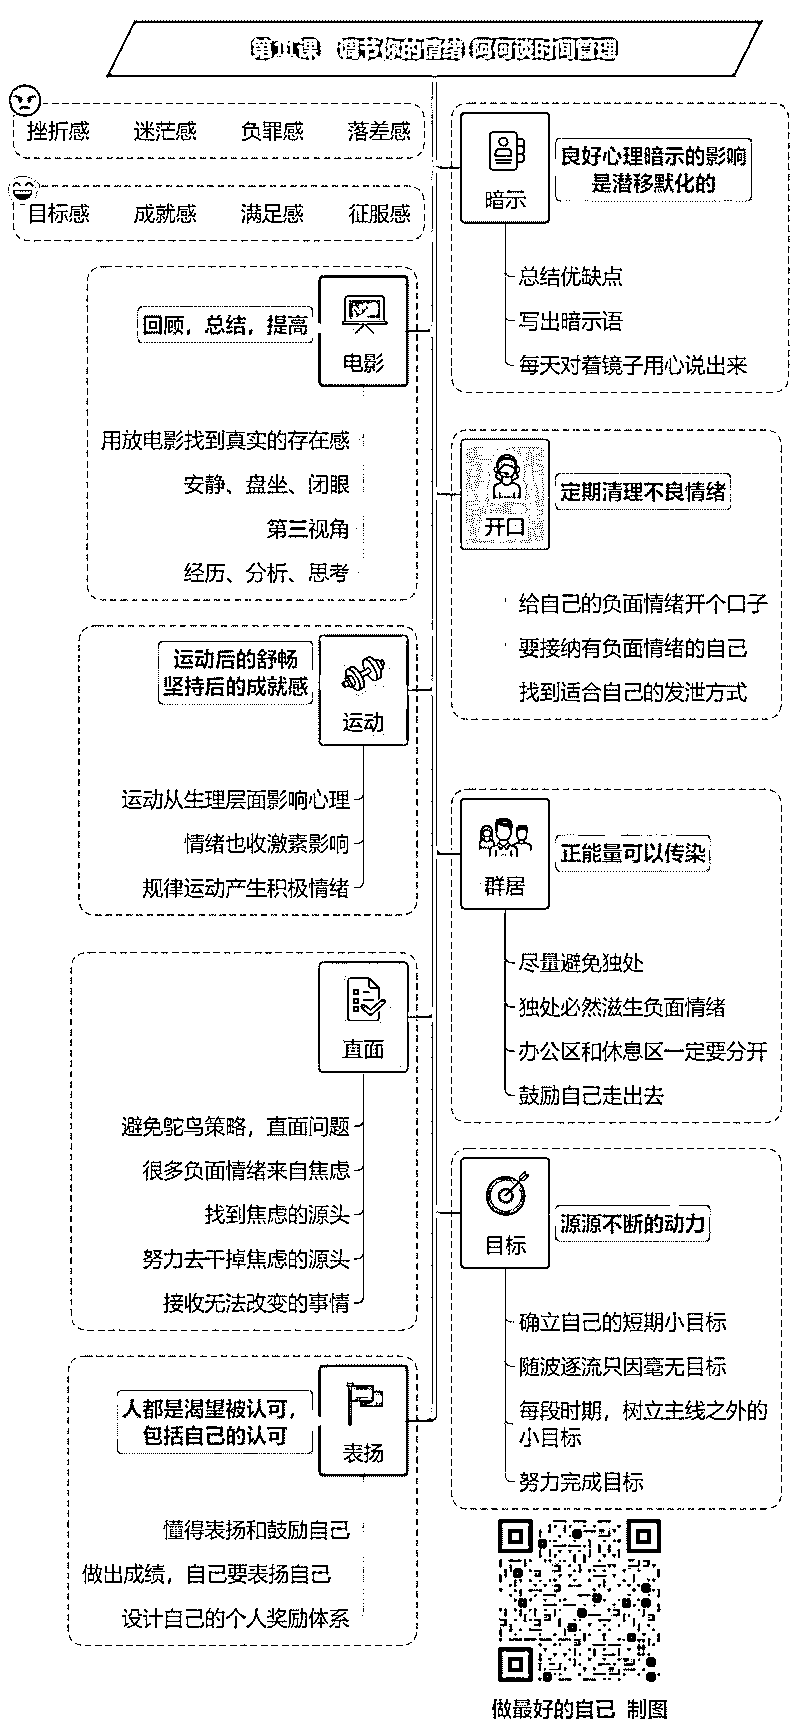 第11课 调节你的情绪 阿何谈时间管理
挫折感 迷茫感 负罪感 落差感
目标感 成就感 满足感 征服感
暗示
良好心理暗示的影响
是潜移默化的
总结优缺点
写出暗示语
每天对着镜子用心说出来
回顾，总结，提高
电影
用放电影找到真实的存在感
安静、盘坐、闭眼
第三视角
经历、分析、思考
开口
定期清理不良情绪
给自己的负面情绪开个口子
要接纳有负面情绪的自己
找到适合自己的发泄方式
运动后的舒畅
坚持后的成就感
运动
运动从生理层面影响心理
情绪也收激素影响
规律运动产生积极情绪
群居
正能量可以传染
尽量避免独处
独处必然滋生负面情绪
办公区和休息区一定要分开
鼓励自己走出去
直面
避免鸵鸟策略，直面问题
很多负面情绪来自焦虑
找到焦虑的源头
努力去干掉焦虑的源头
接收无法改变的事情
目标
源源不断的动力
确立自己的短期小目标
随波逐流只因毫无目标
每段时期，树立主线之外的
小目标
努力完成目标
人都是渴望被认可，
包括自己的认可
表扬
懂得表扬和鼓励自己
做出成绩，自己要表扬自己
设计自己的个人奖励体系
做最好的自己 制图